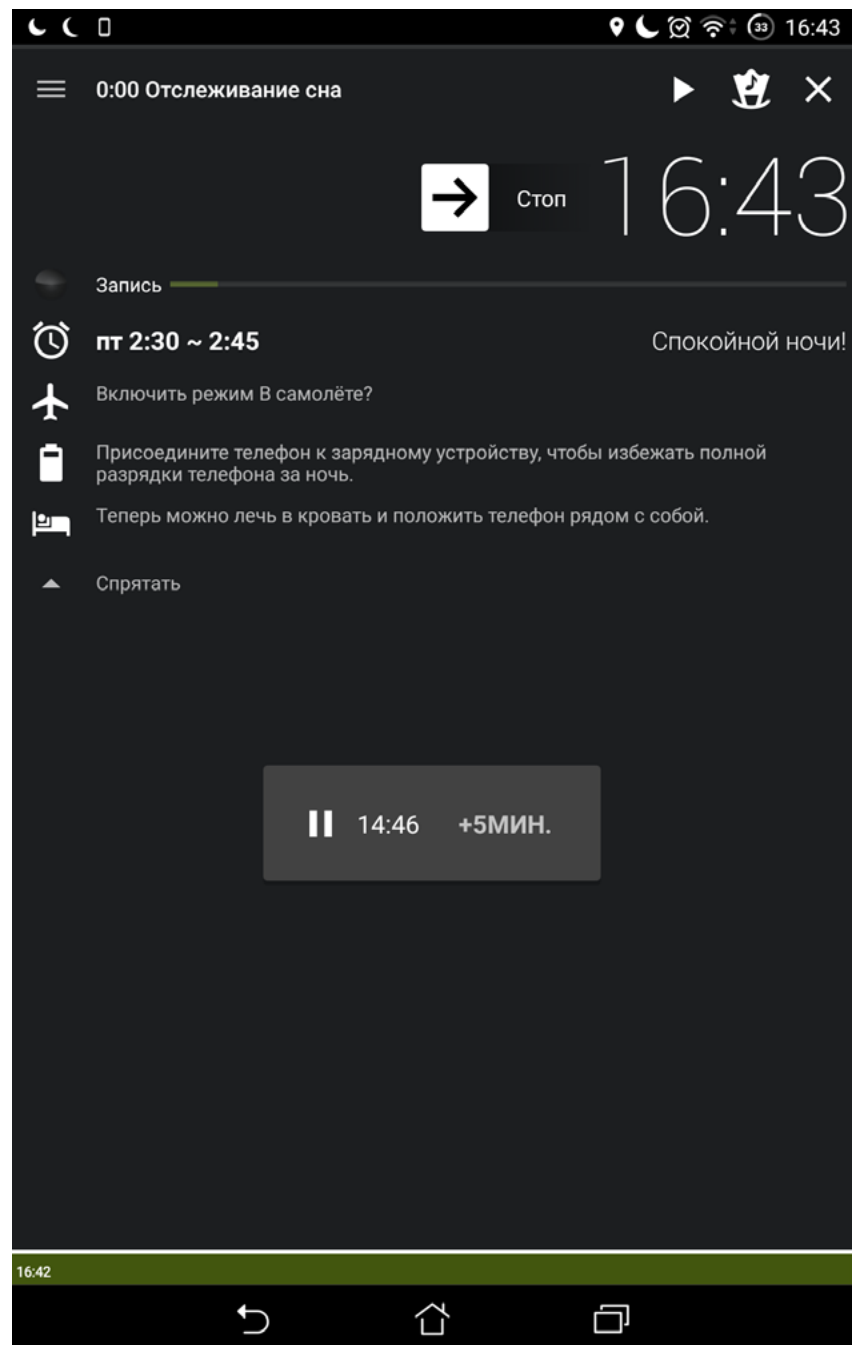 33 16:43
0:00 Отслеживание сна
Стоп 16:43
Запись
пт 2:30 ~ 2:45 Спокойной ночи!
Включить режим В самолёте?
Присоедините телефон к зарядному устройству, чтобы избежать полной
разрядки телефона за ночь.
Теперь можно лечь в кровать и положить телефон рядом с собой.
Спрятать
14:46 +5МИН.
16:42